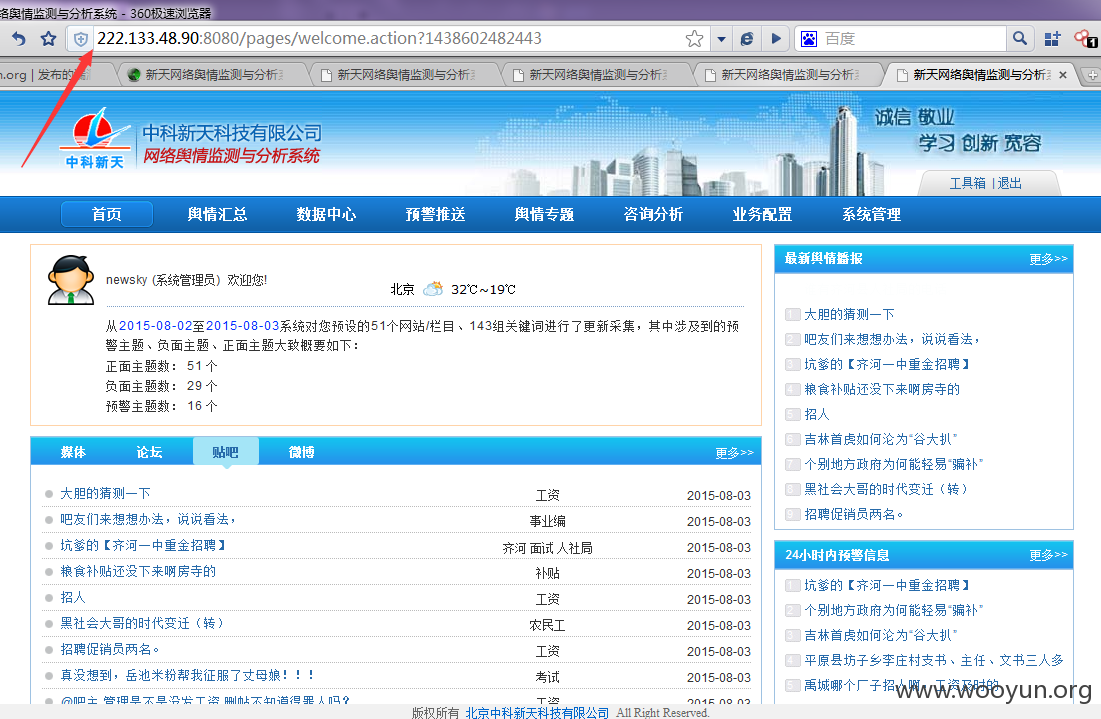 络舆情监测与分析系统 - 360极速浏览器
222.133.48.90:8080/pages/welcome.action?1438602482443
百度
1
n.org | 发布的
新天网络舆情监测与分析
新天网络舆情监测与分析
新天网络舆情监测与分析
新天网络舆情监测与分析
新天网络舆情监测与分析
中科新天
中科新天科技有限公司
网络舆情监测与分析系统
诚信 敬业
学习 创新 宽容
工具箱 | 退出
首页 舆情汇总 数据中心 预警推送 舆情专题 咨询分析 业务配置 系统管理
newsky (系统管理员) 欢迎您!
北京 32℃~19℃
从2015-08-02至2015-08-03系统对您预设的51个网站/栏目、143组关键词进行了更新采集，其中涉及到的预
警主题、负面主题、正面主题大致概要如下：
正面主题数： 51 个
负面主题数： 29 个
预警主题数： 16 个
媒体 论坛 贴吧 微博 更多>>
大胆的猜测一下 工资 2015-08-03
吧友们来想想办法，说说看法， 事业编 2015-08-03
坑爹的【齐河一中重金招聘】 齐河 面试 人社局 2015-08-03
粮食补贴还没下来啊房寺的 补贴 2015-08-03
招人 工资 2015-08-03
黑社会大哥的时代变迁（转） 农民工 2015-08-03
招聘促销员两名。 工资 2015-08-03
真没想到，岳池米粉帮我征服了丈母娘！！！ 考试 2015-08-03
@吧主 管理是不是没发工资 删帖不知道得罪人吗？ 工资 2015-08-03
最新舆情播报 更多>>
1 大胆的猜测一下
2 吧友们来想想办法，说说看法，
3 坑爹的【齐河一中重金招聘】
4 粮食补贴还没下来啊房寺的
5 招人
6 吉林首虎如何沦为“谷大扒”
7 个别地方政府为何能轻易“骗补”
8 黑社会大哥的时代变迁（转）
9 招聘促销员两名。
24小时内预警信息 更多>>
1 坑爹的【齐河一中重金招聘】
2 个别地方政府为何能轻易“骗补”
3 吉林首虎如何沦为“谷大扒”
4 平原县坊子乡李庄村支书、主任、文书三人多
5 禹城哪个厂子招人啊，工资及时的
www.wooyun.org
版权所有 北京中科新天科技有限公司 All Right Reserved.